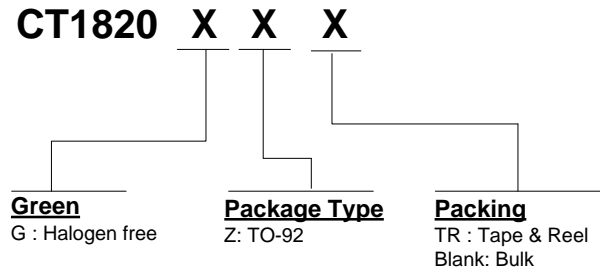 CT1820 X X X
Green
G : Halogen free
Package Type
Z: TO-92
Packing
TR : Tape & Reel
Blank: Bulk